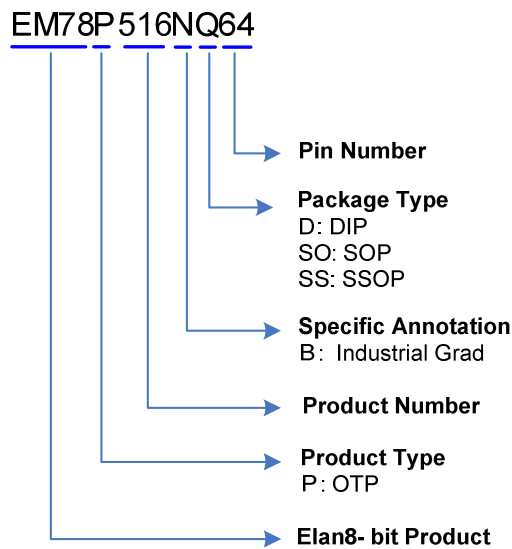 EM78P516NQ64
Pin Number
Package Type
D: DIP
SO: SOP
SS: SSOP
Specific Annotation
B: Industrial Grad
Product Number
Product Type
P: OTP
Elan8- bit Product